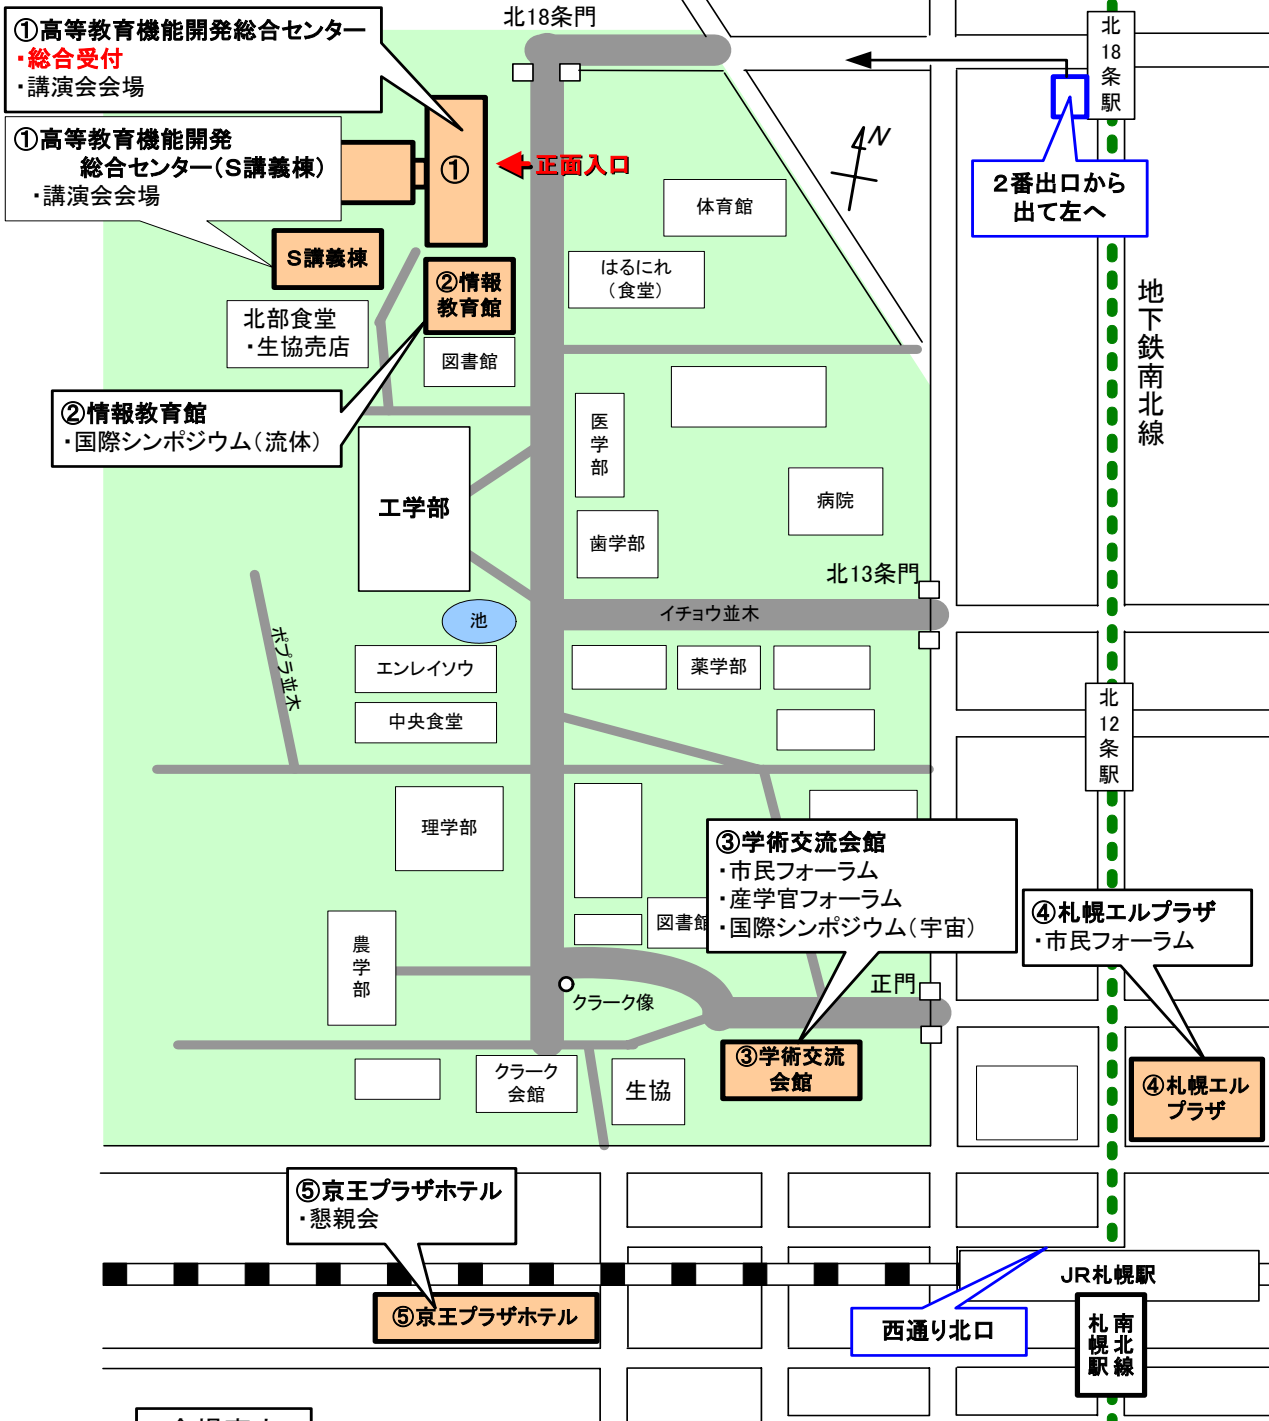 北18条門
①高等教育機能開発総合センター
・総合受付
・講演会会場
①高等教育機能開発
総合センター（S講義棟）
・講演会会場
①
正面入口
N
北18条駅
2番出口から
出て左へ
体育館
はるにれ
（食堂）
S講義棟
②情報
教育館
北部食堂
・生協売店
図書館
地下鉄南北線
②情報教育館
・国際シンポジウム（流体）
医学部
工学部
病院
歯学部
北13条門
イチョウ並木
池
ポプラ並木
エンレイソウ
薬学部
中央食堂
北12条駅
理学部
③学術交流会館
・市民フォーラム
・産学官フォーラム
・国際シンポジウム（宇宙）
図書館
④札幌エルプラザ
・市民フォーラム
農学部
正門
クラーク像
③学術交流
会館
クラーク
会館
生協
④札幌エル
プラザ
⑤京王プラザホテル
・懇親会
JR札幌駅
⑤京王プラザホテル
西通り北口
南北線
札幌駅